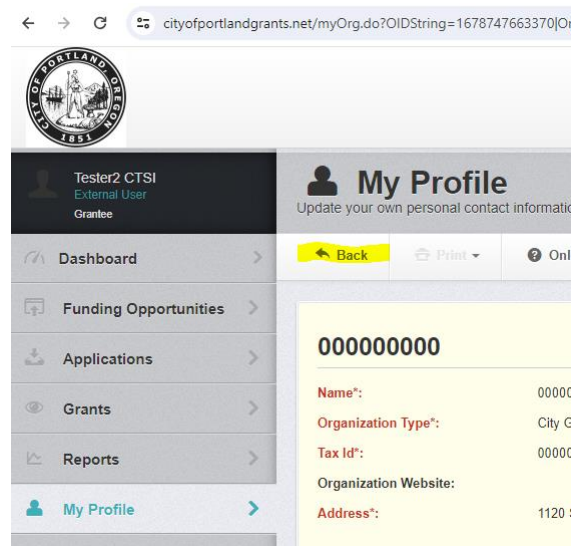 cityofportlandgrants.net/myOrg.do?OIDString=1678747663370|Or
CITY OF PORTLAND, OREGON
1851
Tester2 CTSI
External User
Grantee
My Profile
Update your own personal contact informatio
Dashboard
Back
Print
Onl
Funding Opportunities
Applications
Grants
Reports
My Profile
000000000
Name*:
00000
Organization Type*:
City G
Tax Id*:
00000
Organization Website:
Address*:
1120 S